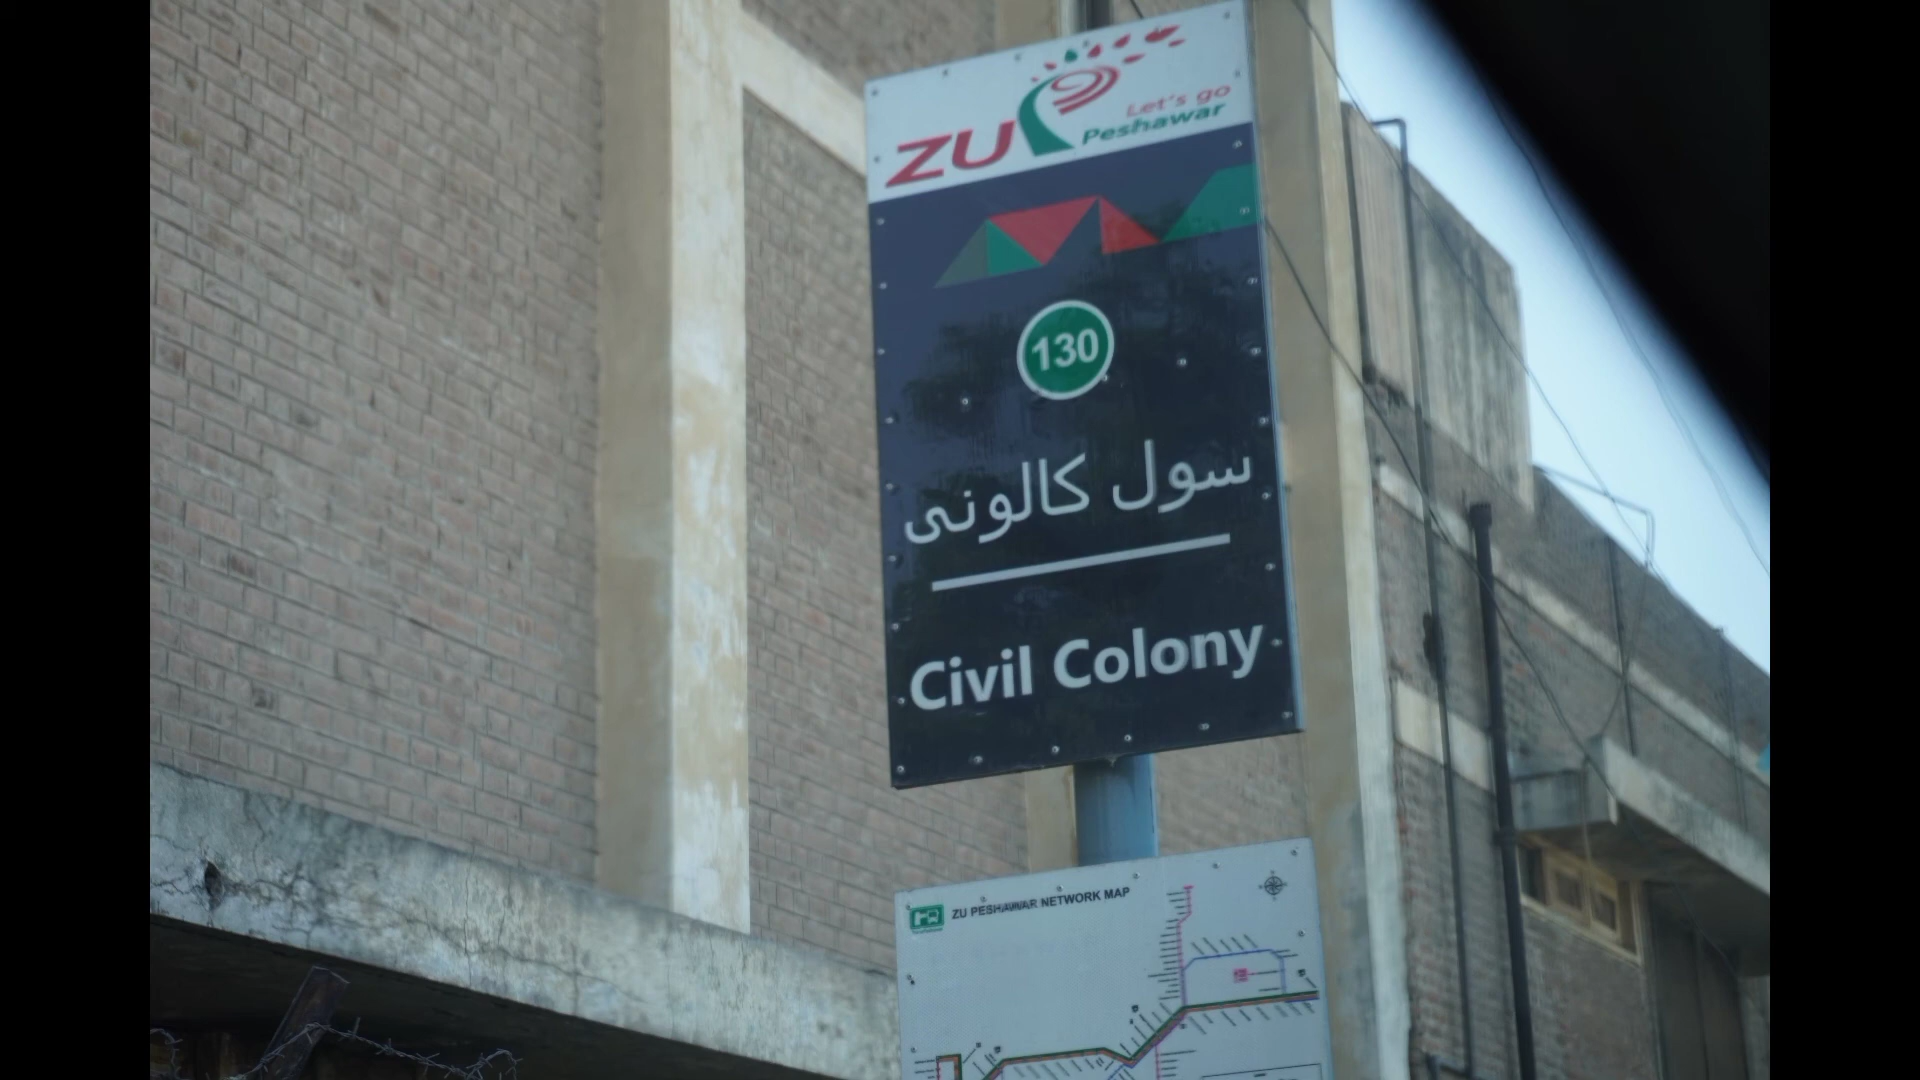 ZU
Let's go
Peshawar
130
سول کالونی
Civil Colony
ZU PESHAWAR NETWORK MAP